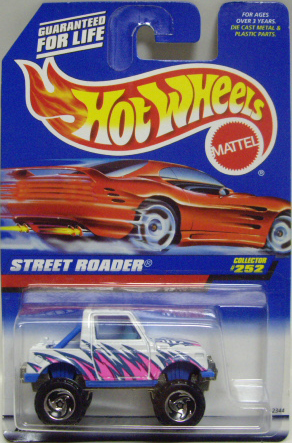 GUARANTEED
FOR LIFE
FOR AGES
OVER 3 YEARS.
DIE CAST METAL &
PLASTIC PARTS.
HOT WHEELS
MATTEL
®
STREET ROADER®
COLLECTOR
#252